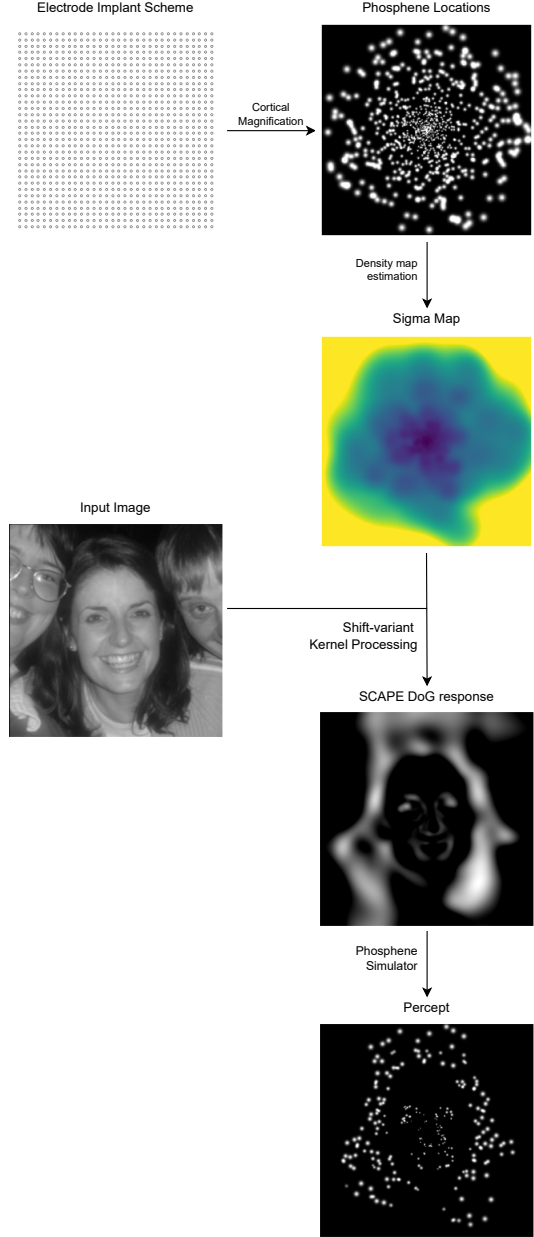 Electrode Implant Scheme
Phosphene Locations
Cortical
Magnification
Density map
estimation
Sigma Map
Input Image
Shift-variant
Kernel Processing
SCAPE DoG response
Phosphene
Simulator
Percept